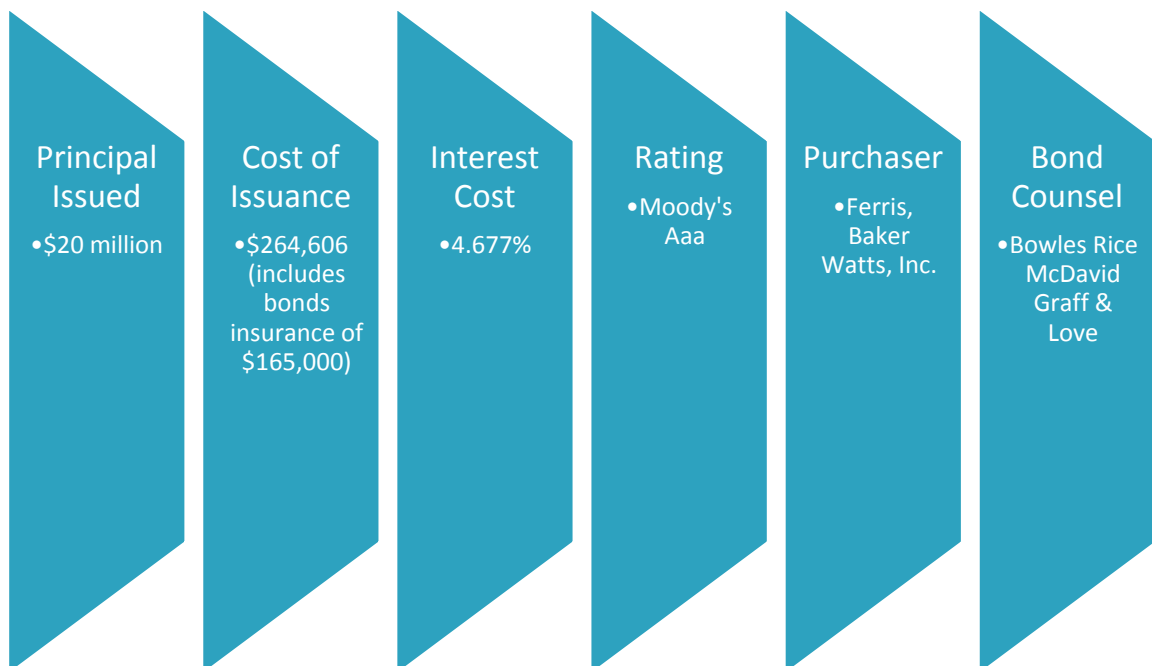 Principal
Issued
•$20 million
Cost of
Issuance
•$264,606
(includes
bonds
insurance of
$165,000)
Interest
Cost
•4.677%
Rating
•Moody's
Aaa
Purchaser
•Ferris,
Baker
Watts, Inc.
Bond
Counsel
•Bowles Rice
McDavid
Graff &
Love